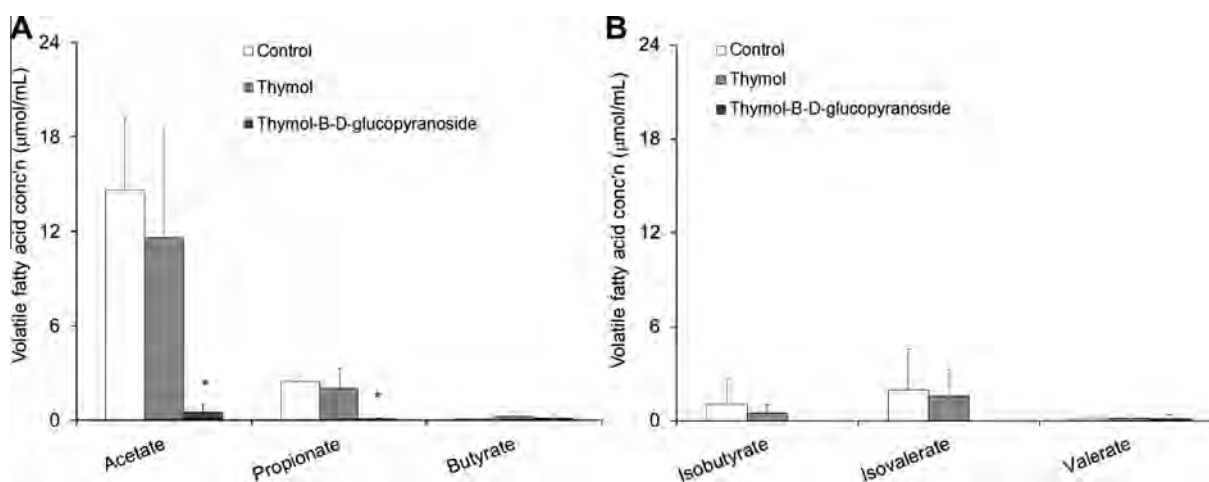 A
Volatile fatty acid conc'n (μmol/mL)
24
18
12
6
0
Control
Thymol
Thymol-B-D-glucopyranoside
*
*
Acetate
Propionate
Butyrate
B
Volatile fatty acid conc'n (μmol/mL)
24
18
12
6
0
Control
Thymol
Thymol-B-D-glucopyranoside
Isobutyrate
Isovalerate
Valerate